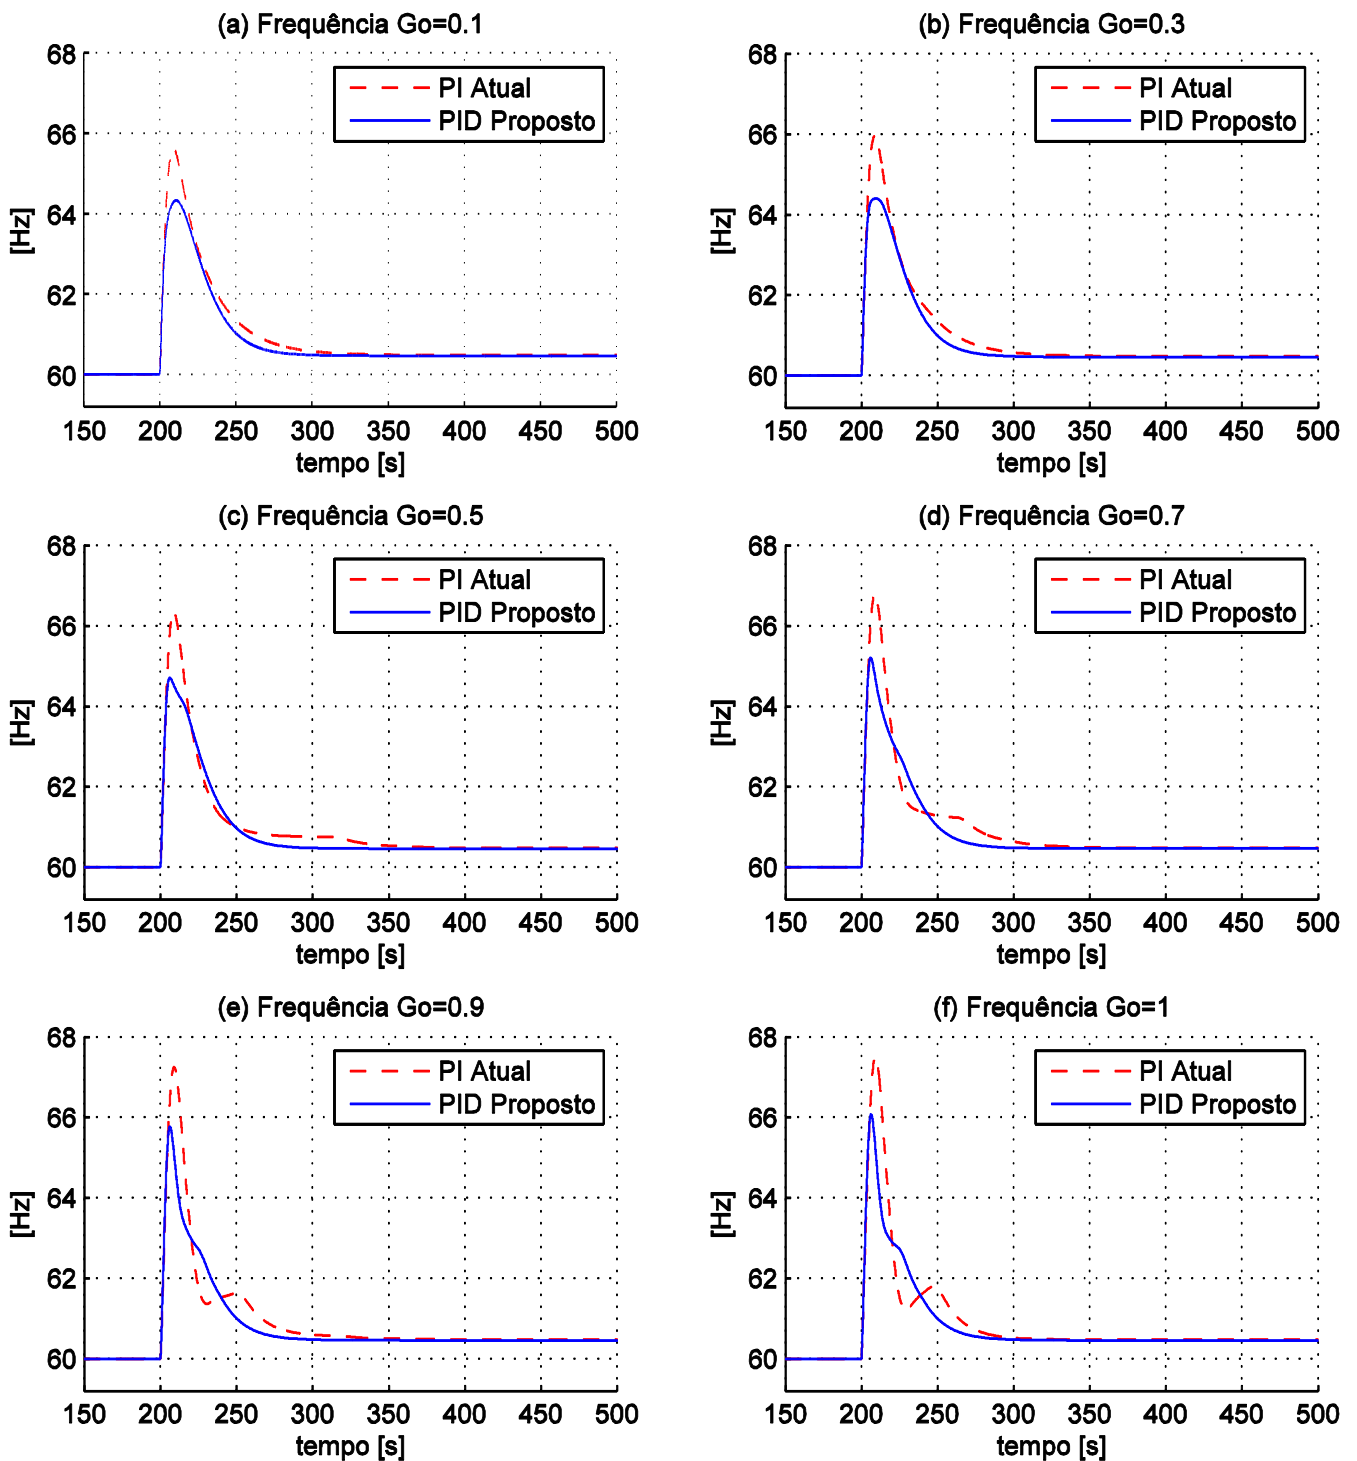 (a) Frequência Go=0.1
68
66
64
62
60
[Hz]
PI Atual
PID Proposto
150 200 250 300 350 400 450 500
tempo [s]
(b) Frequência Go=0.3
68
66
64
62
60
[Hz]
PI Atual
PID Proposto
150 200 250 300 350 400 450 500
tempo [s]
(c) Frequência Go=0.5
68
66
64
62
60
[Hz]
PI Atual
PID Proposto
150 200 250 300 350 400 450 500
tempo [s]
(d) Frequência Go=0.7
68
66
64
62
60
[Hz]
PI Atual
PID Proposto
150 200 250 300 350 400 450 500
tempo [s]
(e) Frequência Go=0.9
68
66
64
62
60
[Hz]
PI Atual
PID Proposto
150 200 250 300 350 400 450 500
tempo [s]
(f) Frequência Go=1
68
66
64
62
60
[Hz]
PI Atual
PID Proposto
150 200 250 300 350 400 450 500
tempo [s]